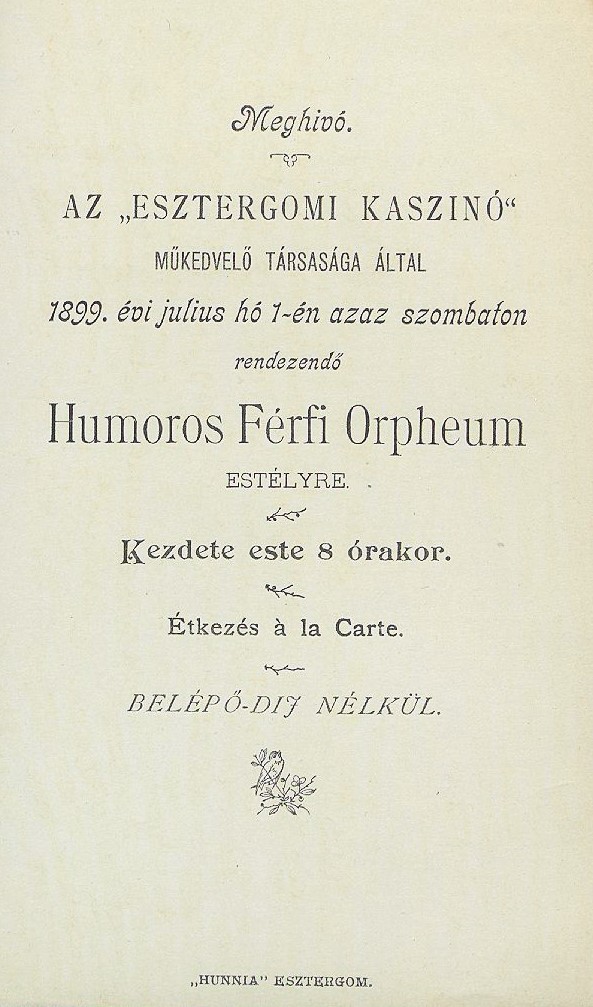 Meghivó.
AZ „ESZTERGOMI KASZINÓ“
MŰKEDVELŐ TÁRSASÁGA ÁLTAL
1899. évi julius hó 1-én azaz szombaton
rendezendő
Humoros Férfi Orpheum
ESTÉLYRE.
Kezdete este 8 órakor.
Étkezés à la Carte.
BELÉPŐ-DIJ NÉLKÜL.
„HUNNIA” ESZTERGOM.